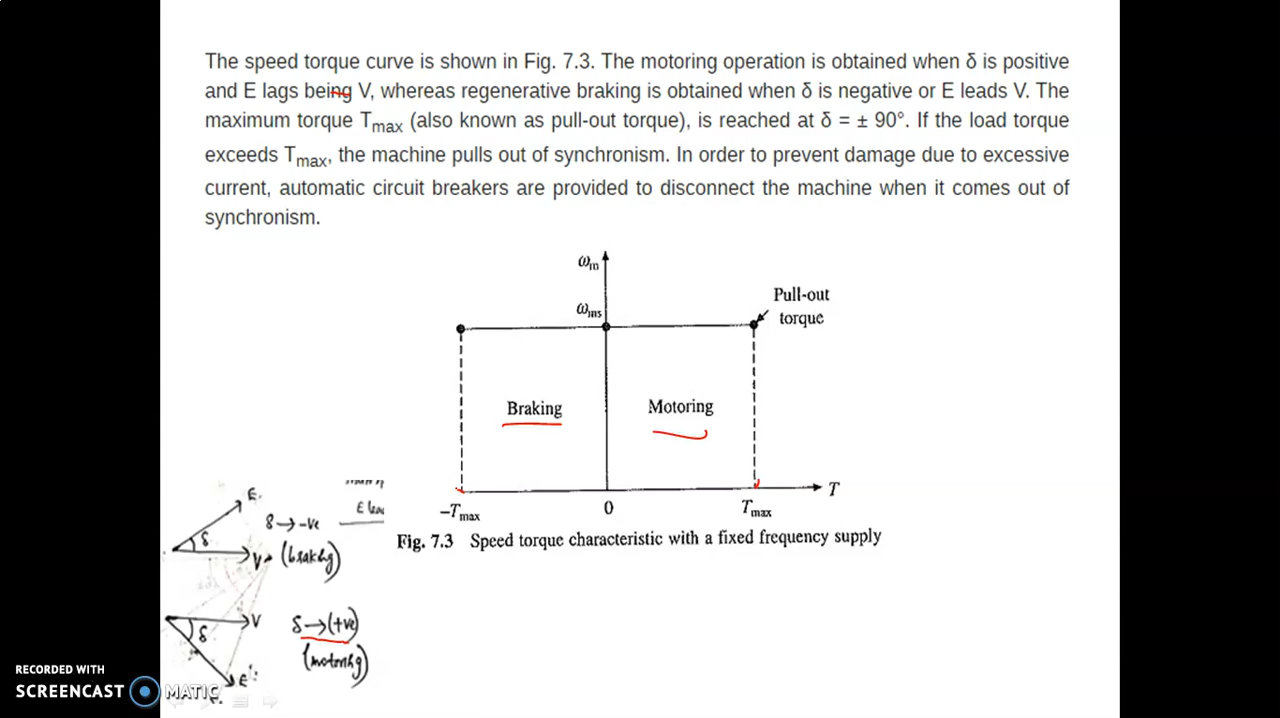 The speed torque curve is shown in Fig. 7.3. The motoring operation is obtained when δ is positive
and E lags being V, whereas regenerative braking is obtained when δ is negative or E leads V. The
maximum torque Tmax (also known as pull-out torque), is reached at δ = ± 90°. If the load torque
exceeds Tmax, the machine pulls out of synchronism. In order to prevent damage due to excessive
current, automatic circuit breakers are provided to disconnect the machine when it comes out of
synchronism.
ωm
Pull-out
torque
ωms
Braking
Motoring
T
-Tmax
0
Tmax
Fig. 7.3 Speed torque characteristic with a fixed frequency supply
E
δ
V
δ→-ve
(braking)
E
V
δ
E
δ→(+ve)
(motoring)
RECORDED WITH
SCREENCAST MATIC